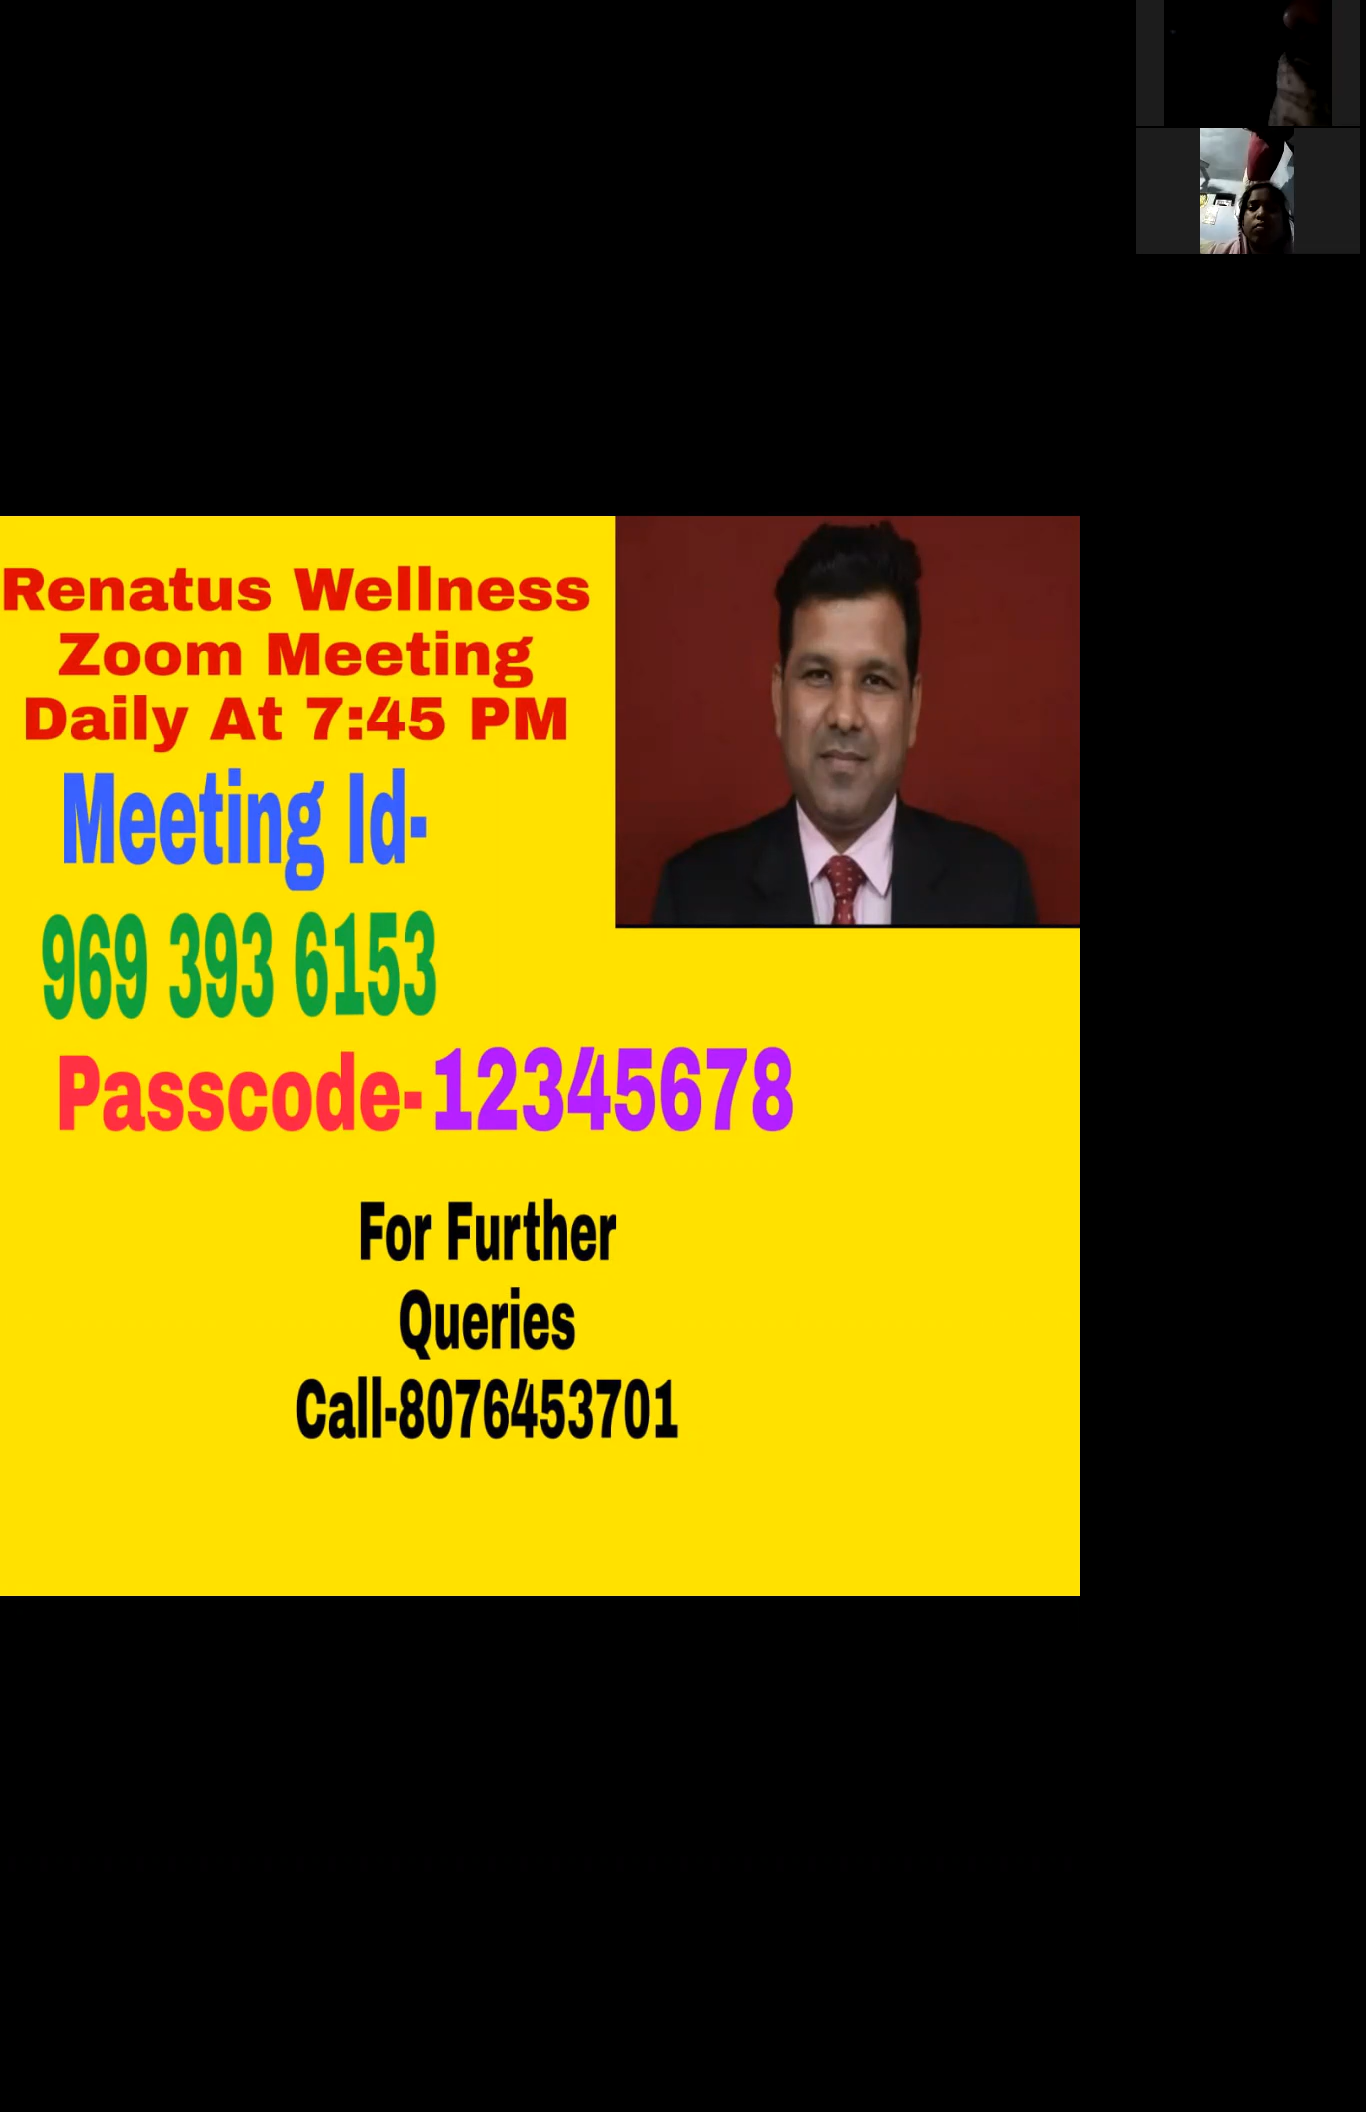 Renatus Wellness
Zoom Meeting
Daily At 7:45 PM
Meeting Id-
969 393 6153
Passcode-12345678
For Further
Queries
Call-8076453701